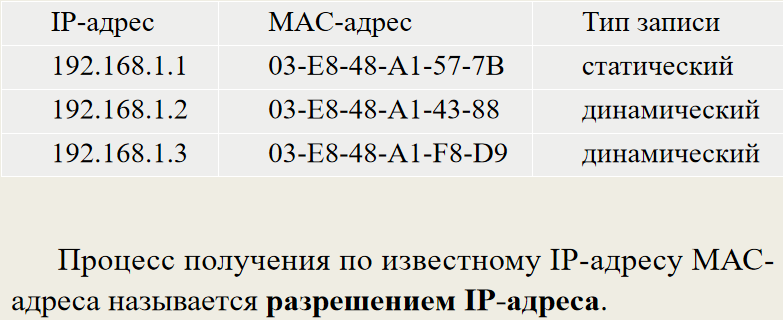 IP-адрес MAC-адрес Тип записи
192.168.1.1 03-E8-48-A1-57-7B статический
192.168.1.2 03-E8-48-A1-43-88 динамический
192.168.1.3 03-E8-48-A1-F8-D9 динамический
Процесс получения по известному IP-адресу MAC-
адреса называется разрешением IP-адреса.